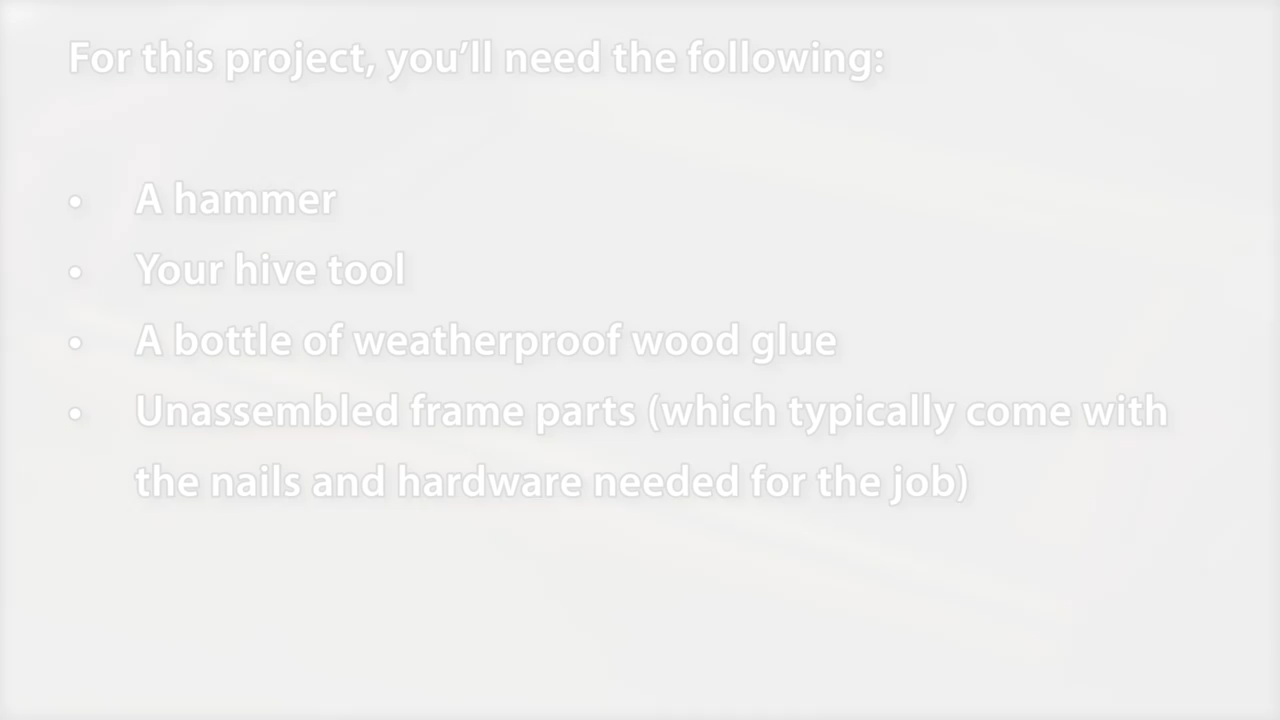 For this project, you’ll need the following:
• A hammer
• Your hive tool
• A bottle of weatherproof wood glue
• Unassembled frame parts (which typically come with
the nails and hardware needed for the job)